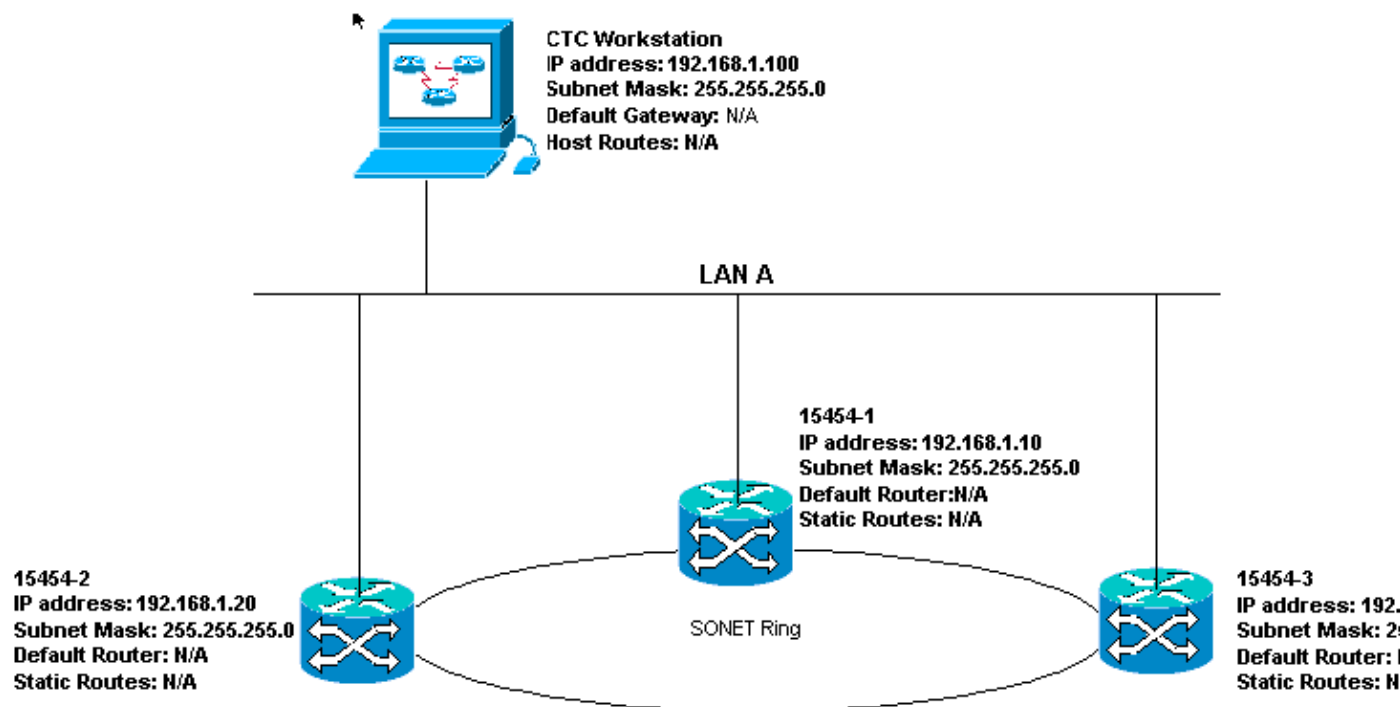 CTC Workstation
IP address: 192.168.1.100
Subnet Mask: 255.255.255.0
Default Gateway: N/A
Host Routes: N/A
LAN A
15454-1
IP address: 192.168.1.10
Subnet Mask: 255.255.255.0
Default Router:N/A
Static Routes: N/A
15454-2
IP address: 192.168.1.20
Subnet Mask: 255.255.255.0
Default Router: N/A
Static Routes: N/A
SONET Ring
15454-3
IP address: 192.
Subnet Mask:
Default Router:
Static Routes: N